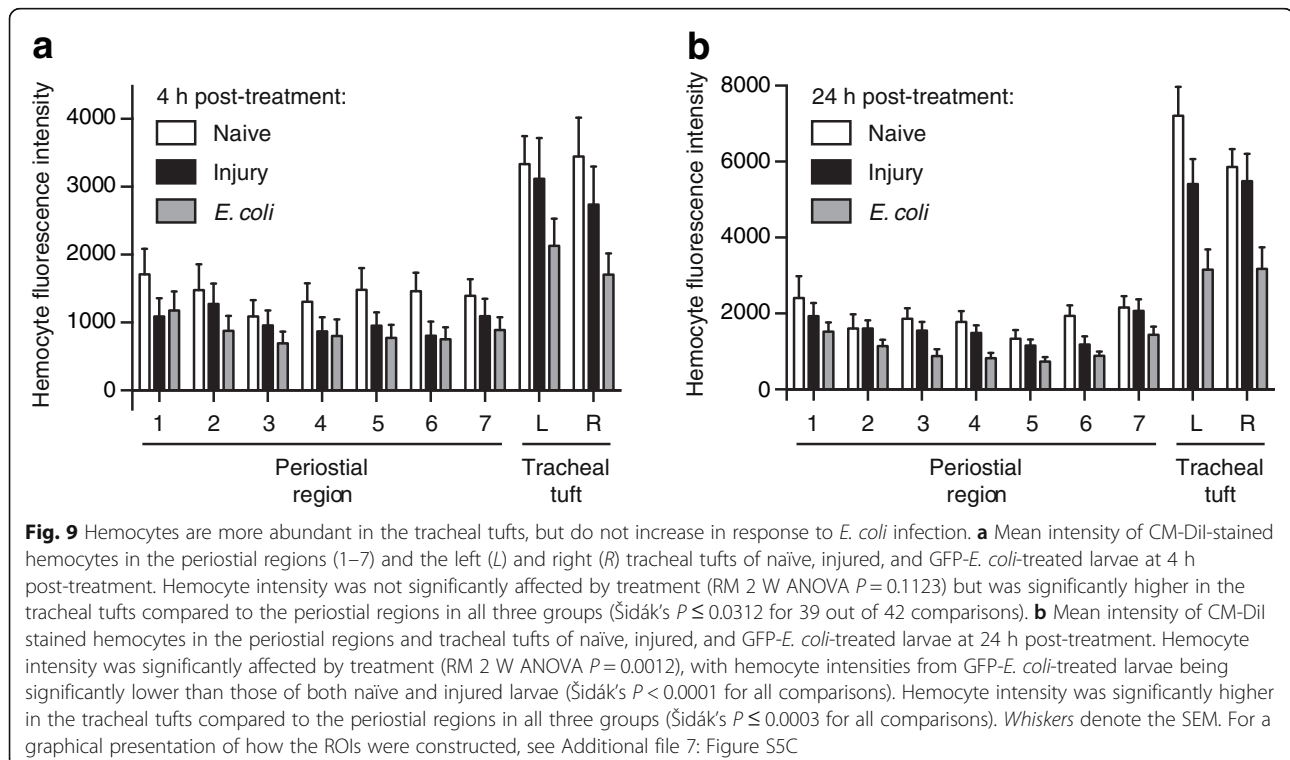 a
4 h post-treatment:
Naive
Injury
E. coli
Hemocyte fluorescence intensity
4000
3000
2000
1000
0
1 2 3 4 5 6 7 L R
Periostial region
Tracheal tuft
b
24 h post-treatment:
Naive
Injury
E. coli
Hemocyte fluorescence intensity
8000
6000
4000
2000
0
1 2 3 4 5 6 7 L R
Periostial region
Tracheal tuft
Fig. 9 Hemocytes are more abundant in the tracheal tufts, but do not increase in response to E. coli infection. a Mean intensity of CM-DiI-stained
hemocytes in the periostial regions (1–7) and the left (L) and right (R) tracheal tufts of naïve, injured, and GFP-E. coli-treated larvae at 4 h
post-treatment. Hemocyte intensity was not significantly affected by treatment (RM 2 W ANOVA P = 0.1123) but was significantly higher in the
tracheal tufts compared to the periostial regions in all three groups (Šidák's P ≤ 0.0312 for 39 out of 42 comparisons). b Mean intensity of CM-DiI
stained hemocytes in the periostial regions and tracheal tufts of naïve, injured, and GFP-E. coli-treated larvae at 24 h post-treatment. Hemocyte
intensity was significantly affected by treatment (RM 2 W ANOVA P = 0.0012), with hemocyte intensities from GFP-E. coli-treated larvae being
significantly lower than those of both naïve and injured larvae (Šidák's P < 0.0001 for all comparisons). Hemocyte intensity was significantly higher
in the tracheal tufts compared to the periostial regions in all three groups (Šidák's P ≤ 0.0003 for all comparisons). Whiskers denote the SEM. For a
graphical presentation of how the ROIs were constructed, see Additional file 7: Figure S5C